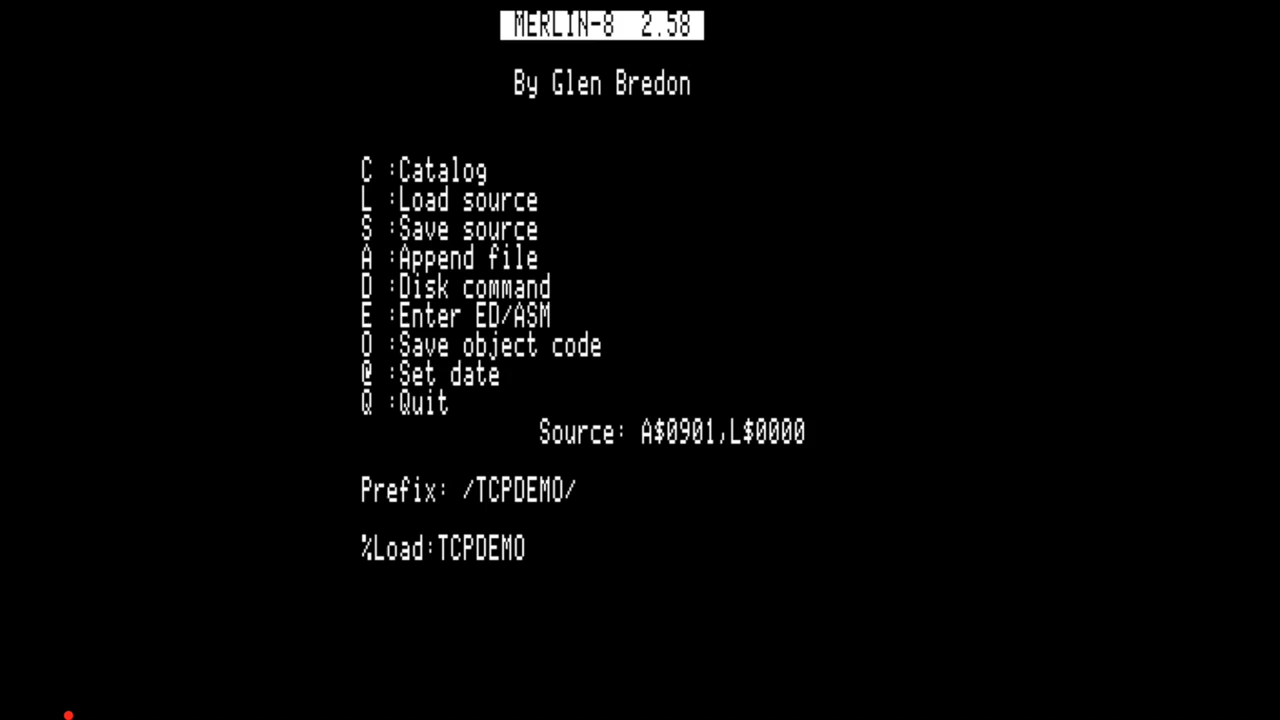 MERLIN-8  2.58
By Glen Bredon
C :Catalog
L :Load source
S :Save source
A :Append file
D :Disk command
E :Enter ED/ASM
O :Save object code
@ :Set date
Q :Quit
Source: A$0901,L$0000
Prefix: /TCPDEMO/
%Load:TCPDEMO